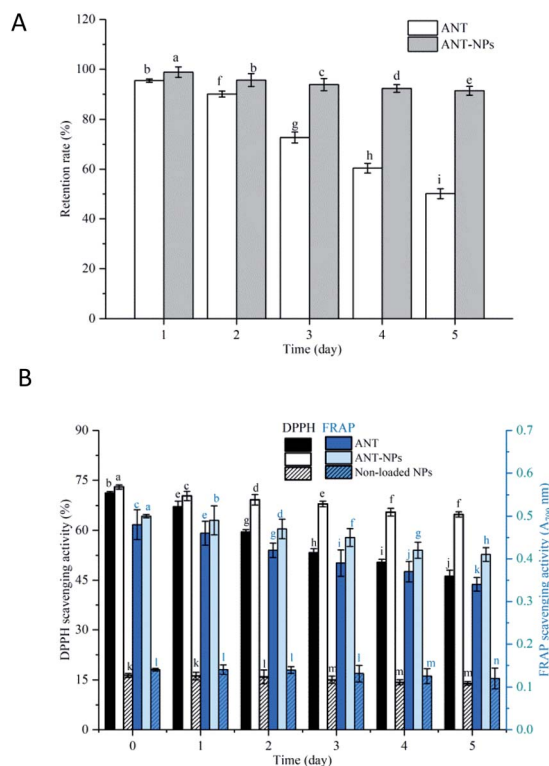 A
120
ANT
ANT-NPs
100
b a b c d e
f
80
g
h
60
i
40
20
0
Retention rate (%)
1 2 3 4 5
Time (day)
B
90 0.7
DPPH FRAP
ANT
ANT-NPs
Non-loaded NPs
75 0.6
b a e c d e f f
c a e b g d i f j g k h
60 0.5
g h i j
0.4
45
0.3
30
0.2
k l k l l l m l m m m n
15 0.1
0 0.0
DPPH scavenging activity (%)
FRAP scavenging activity (A700 nm)
0 1 2 3 4 5
Time (day)